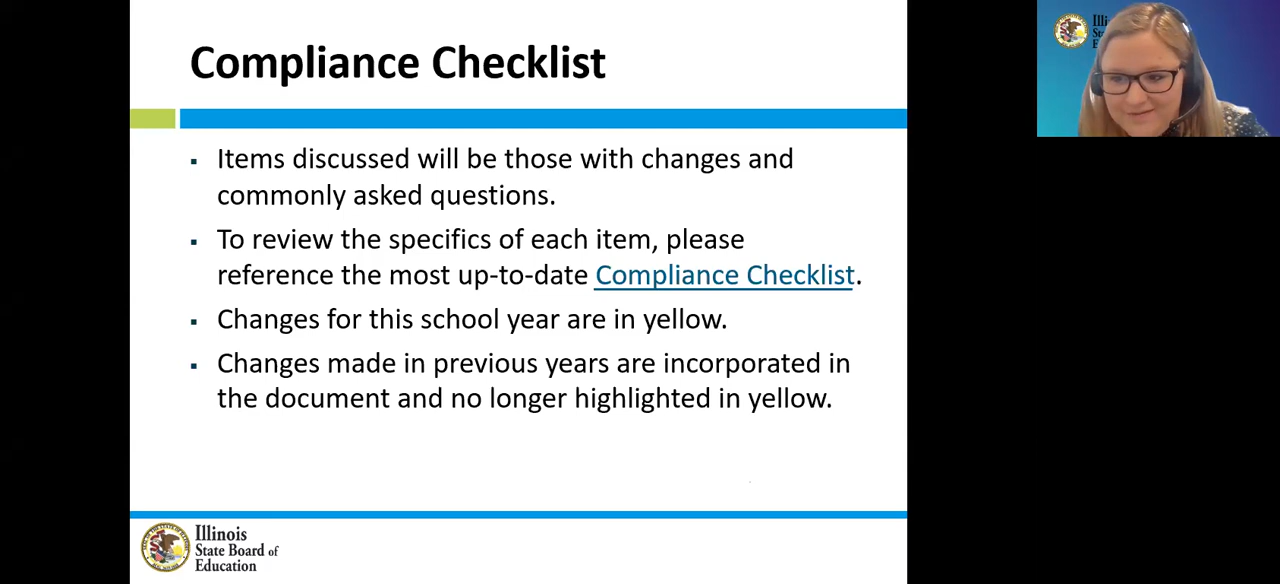 Compliance Checklist
Items discussed will be those with changes and
commonly asked questions.
To review the specifics of each item, please
reference the most up-to-date Compliance Checklist.
Changes for this school year are in yellow.
Changes made in previous years are incorporated in
the document and no longer highlighted in yellow.
Illinois
State Board of
Education